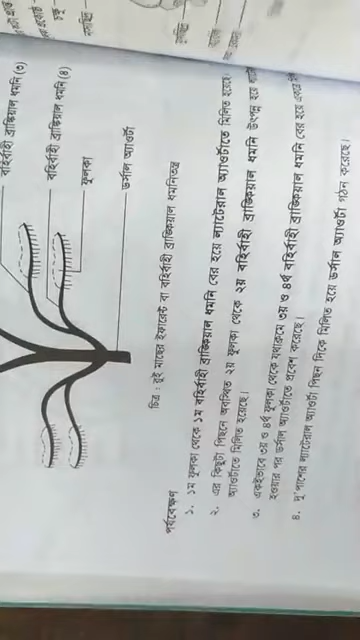 বহির্বাহী ব্রাঙ্কিয়াল ধমনি (৩)
বহির্বাহী ব্রাঙ্কিয়াল ধমনি (৪)
ফুলকা
ডর্সাল অ্যাওর্টা
চিত্র : রুই মাছের ইফারেন্ট বা বহির্বাহী ব্রাঙ্কিয়াল ধমনিতন্ত্র
পর্যবেক্ষণ
১. ১ম ফুলকা থেকে ১ম বহির্বাহী ব্রাঙ্কিয়াল ধমনি বের হয়ে ল্যাটেরাল অ্যাওর্টাতে মিলিত হয়েছে।
২. এর কিছুটা পিছনে অবস্থিত ২য় ফুলকা থেকে ২য় বহির্বাহী ব্রাঙ্কিয়াল ধমনি উৎপন্ন হয়ে
অ্যাওর্টাতে মিলিত হয়েছে।
৩. একইভাবে ৩য় ও ৪র্থ ফুলকা থেকে যথাক্রমে ৩য় ও ৪র্থ বহির্বাহী ব্রাঙ্কিয়াল ধমনি বের হয়ে একত্রে
হওয়ার পর ডর্সাল অ্যাওর্টাতে প্রবেশ করেছে।
৪. দু'পাশের ল্যাটেরাল অ্যাওর্টা পিছন দিকে মিলিত হয়ে ডর্সাল অ্যাওর্টা গঠন করেছে।